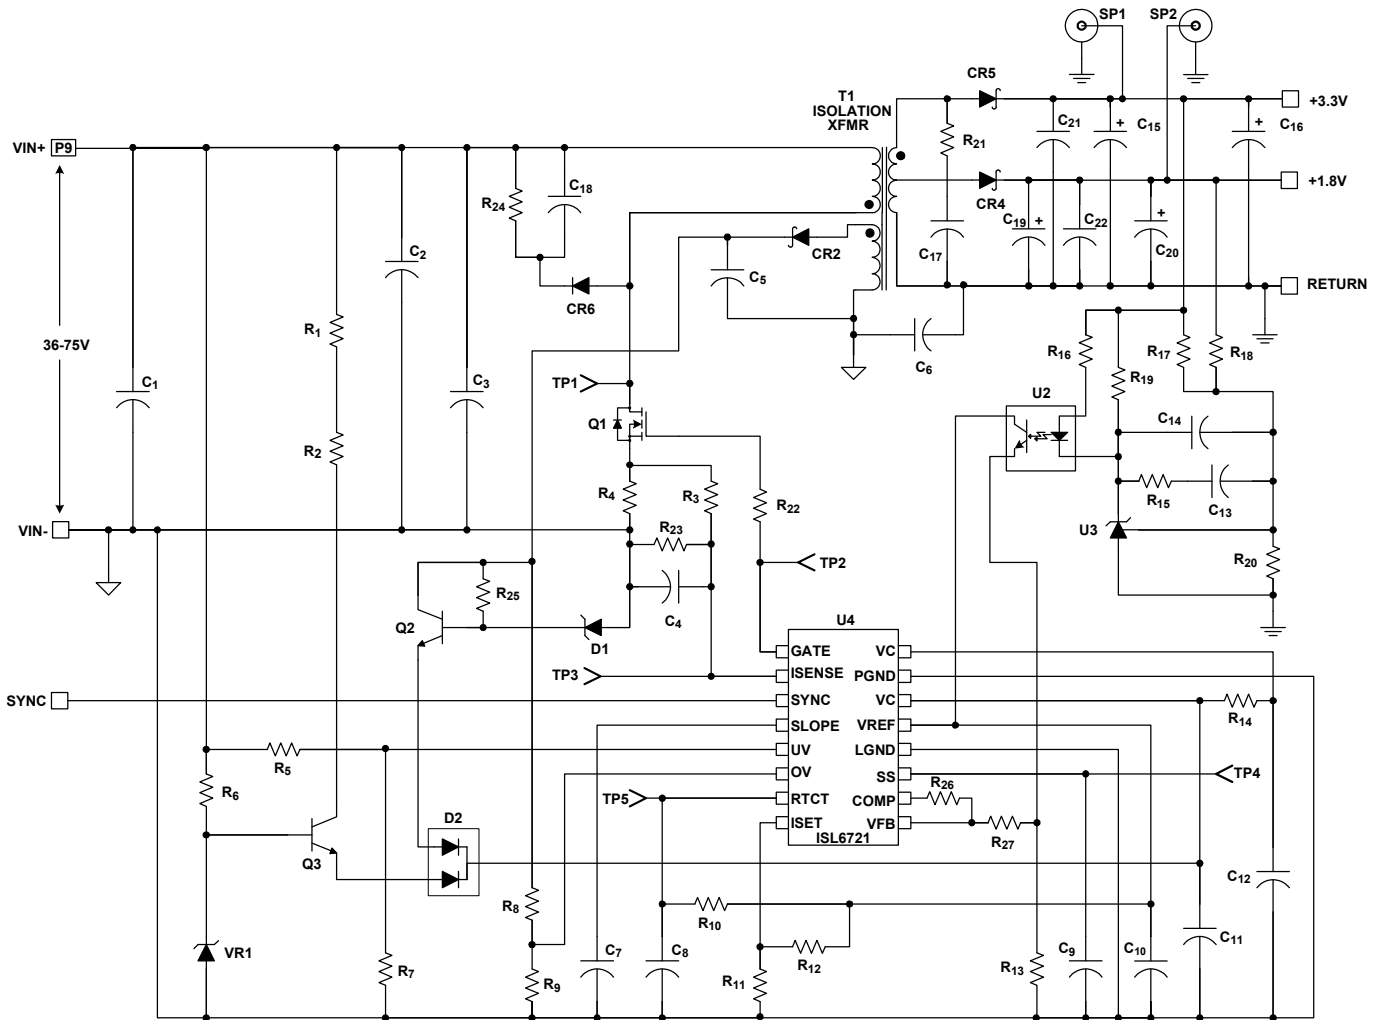 SP1 SP2
CR5
T1
ISOLATION
XFMR
+3.3V
C21 + C15 + C16
R21
VIN+ P9
+1.8V
R24 C18
CR4
C19 + C22 + C20
C17
CR2
C2
C5
CR6
RETURN
R1
36-75V
C1
C3
C6
R16 R17 R18
R19
TP1
U2
Q1
C14
R2
R4 R3
R22
R15 C13
R23
VIN-
U3
TP2
R20
R25
C4
U4
Q2
D1
GATE VC
TP3
ISENSE PGND
SYNC
SYNC VC
R14
SLOPE VREF
UV LGND
R5
OV SS
TP4
R6
R26
TP5
RTCT COMP
D2
ISET VFB
ISL6721
R27
Q3
C12
R8
R10
C11
VR1
C7 C8
R12
C9 C10
R7
R9
R11
R13